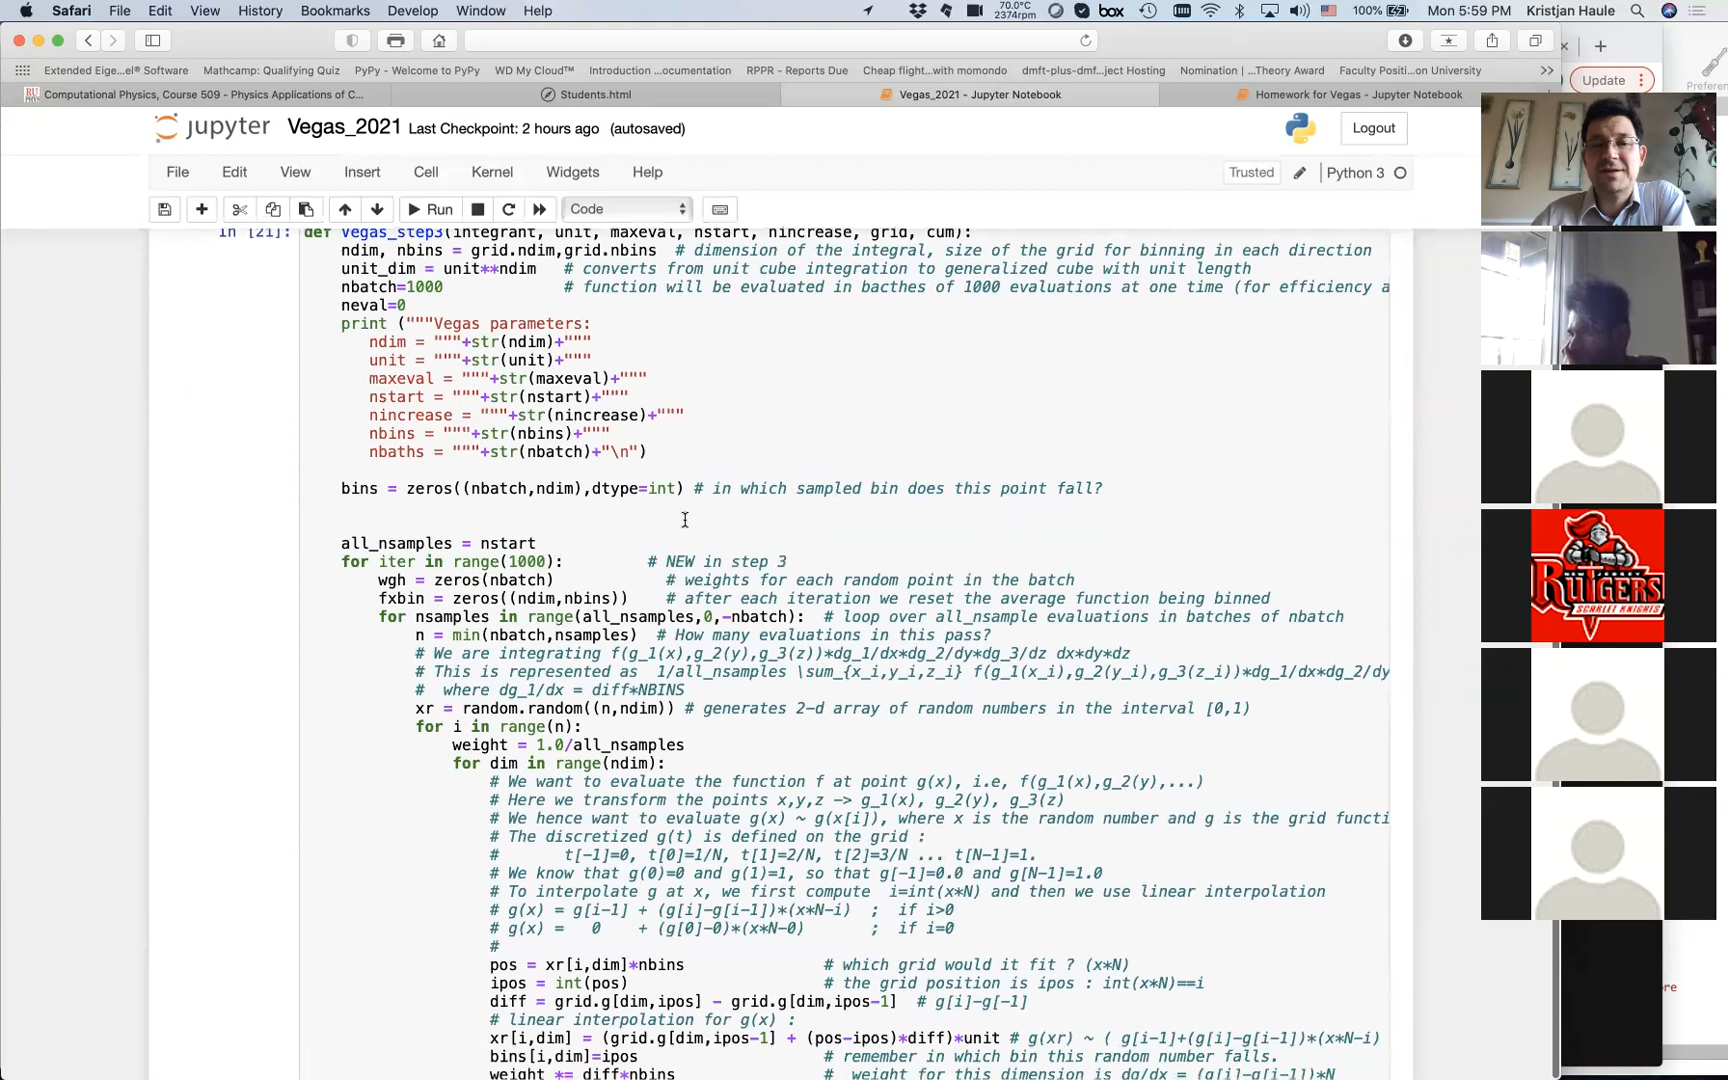 Safari File Edit View History Bookmarks Develop Window Help 70.0°C 2374rpm box 100% Mon 5:59 PM Kristjan Haule
Extended Eige...el® Software Mathcamp: Qualifying Quiz PyPy - Welcome to PyPy WD My Cloud™ Introduction ...ocumentation RPPR - Reports Due Cheap flight...with momondo dmft-plus-dmf...ject Hosting Nomination | ...Theory Award Faculty Positi...on University Update Preferen
Computational Physics, Course 509 - Physics Applications of C... Students.html Vegas_2021 - Jupyter Notebook Homework for Vegas - Jupyter Notebook
jupyter Vegas_2021 Last Checkpoint: 2 hours ago (autosaved) Logout
File Edit View Insert Cell Kernel Widgets Help Trusted Python 3
Run Code
In [21]: def Vegas_step3(integrant, unit, maxeval, nstart, nincrease, grid, cum):
ndim, nbins = grid.ndim,grid.nbins # dimension of the integral, size of the grid for binning in each direction
unit_dim = unit**ndim # converts from unit cube integration to generalized cube with unit length
nbatch=1000 # function will be evaluated in bacthes of 1000 evaluations at one time (for efficiency a
neval=0
print ("""Vegas parameters:
ndim = """+str(ndim)+"""
unit = """+str(unit)+"""
maxeval = """+str(maxeval)+"""
nstart = """+str(nstart)+"""
nincrease = """+str(nincrease)+"""
nbins = """+str(nbins)+"""
nbaths = """+str(nbatch)+"\n")
bins = zeros((nbatch,ndim),dtype=int) # in which sampled bin does this point fall?
all_nsamples = nstart
for iter in range(1000): # NEW in step 3
wgh = zeros(nbatch) # weights for each random point in the batch
fxbin = zeros((ndim,nbins)) # after each iteration we reset the average function being binned
for nsamples in range(all_nsamples,0,-nbatch): # loop over all_nsample evaluations in batches of nbatch
n = min(nbatch,nsamples) # How many evaluations in this pass?
# We are integrating f(g_1(x),g_2(y),g_3(z))*dg_1/dx*dg_2/dy*dg_3/dz dx*dy*dz
# This is represented as 1/all_nsamples \sum_{x_i,y_i,z_i} f(g_1(x_i),g_2(y_i),g_3(z_i))*dg_1/dx*dg_2/dy
# where dg_1/dx = diff*NBINS
xr = random.random((n,ndim)) # generates 2-d array of random numbers in the interval [0,1)
for i in range(n):
weight = 1.0/all_nsamples
for dim in range(ndim):
# We want to evaluate the function f at point g(x), i.e, f(g_1(x),g_2(y),...)
# Here we transform the points x,y,z -> g_1(x), g_2(y), g_3(z)
# We hence want to evaluate g(x) ~ g(x[i]), where x is the random number and g is the grid functi
# The discretized g(t) is defined on the grid :
# t[-1]=0, t[0]=1/N, t[1]=2/N, t[2]=3/N ... t[N-1]=1.
# We know that g(0)=0 and g(1)=1, so that g[-1]=0.0 and g[N-1]=1.0
# To interpolate g at x, we first compute i=int(x*N) and then we use linear interpolation
# g(x) = g[i-1] + (g[i]-g[i-1])*(x*N-i) ; if i>0
# g(x) = 0 + (g[0]-0)*(x*N-0) ; if i=0
#
pos = xr[i,dim]*nbins # which grid would it fit ? (x*N)
ipos = int(pos) # the grid position is ipos : int(x*N)==i
diff = grid.g[dim,ipos] - grid.g[dim,ipos-1] # g[i]-g[-1]
# linear interpolation for g(x) :
xr[i,dim] = (grid.g[dim,ipos-1] + (pos-ipos)*diff)*unit # g(xr) ~ ( g[i-1]+(g[i]-g[i-1])*(x*N-i)
bins[i,dim]=ipos # remember in which bin this random number falls.
weight *= diff*nbins # weight for this dimension is dg/dx = (g[i]-g[i-1])*N
RUTGERS
SCARLET KNIGHTS
ore